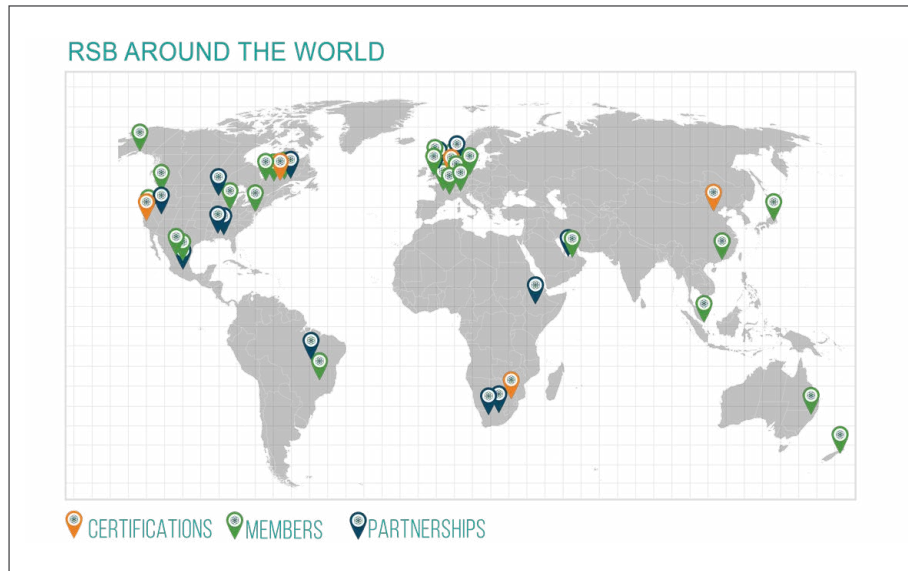 RSB AROUND THE WORLD
CERTIFICATIONS MEMBERS PARTNERSHIPS